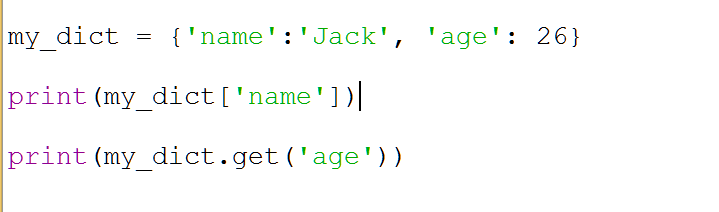 my_dict = {'name':'Jack', 'age': 26}
print(my_dict['name'])
print(my_dict.get('age'))